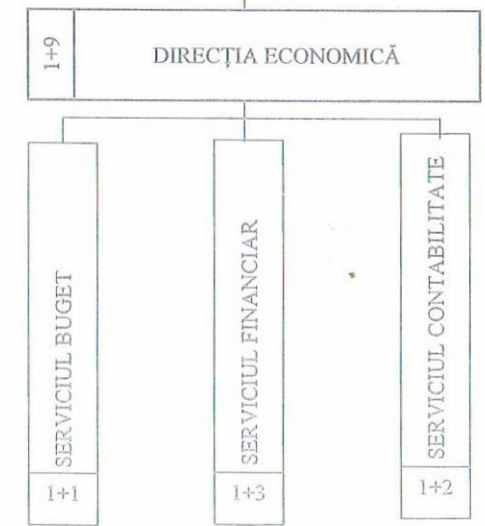 1+9
DIRECȚIA ECONOMICĂ
SERVICIUL BUGET
1+1
SERVICIUL FINANCIAR
1+3
SERVICIUL CONTABILITATE
1+2